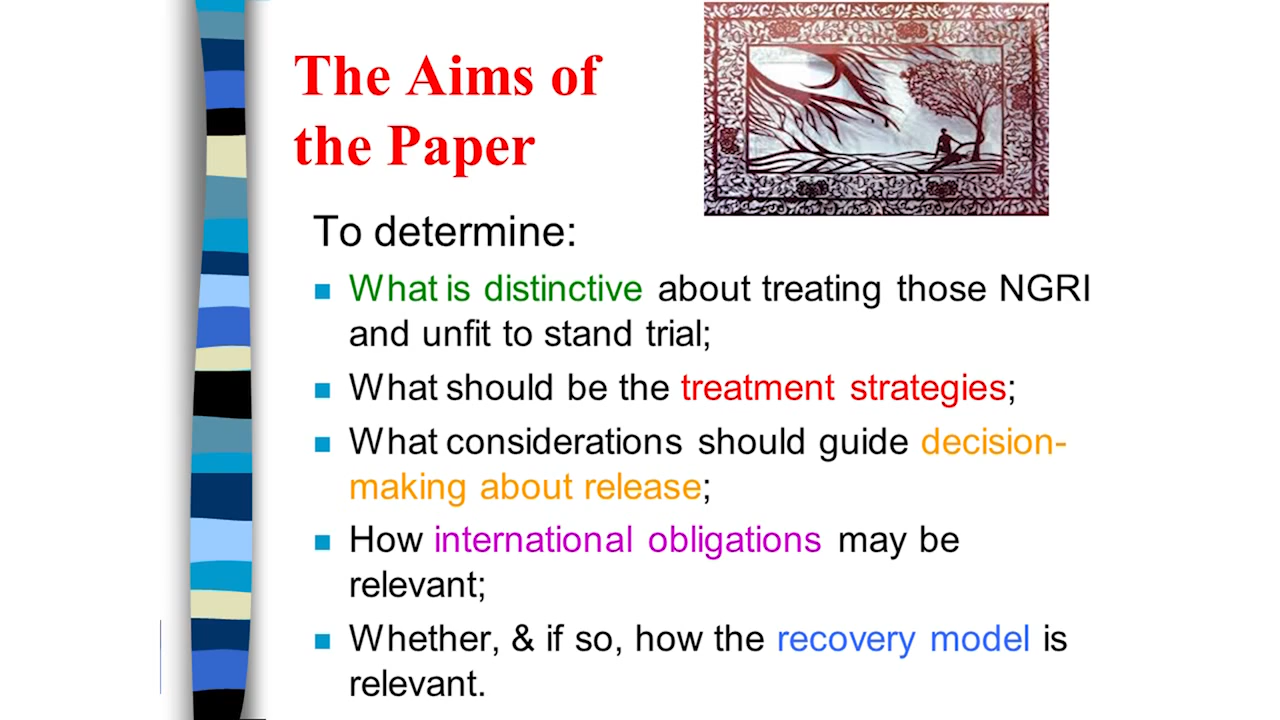 The Aims of
the Paper
To determine:
What is distinctive about treating those NGRI
and unfit to stand trial;
What should be the treatment strategies;
What considerations should guide decision-
making about release;
How international obligations may be
relevant;
Whether, & if so, how the recovery model is
relevant.